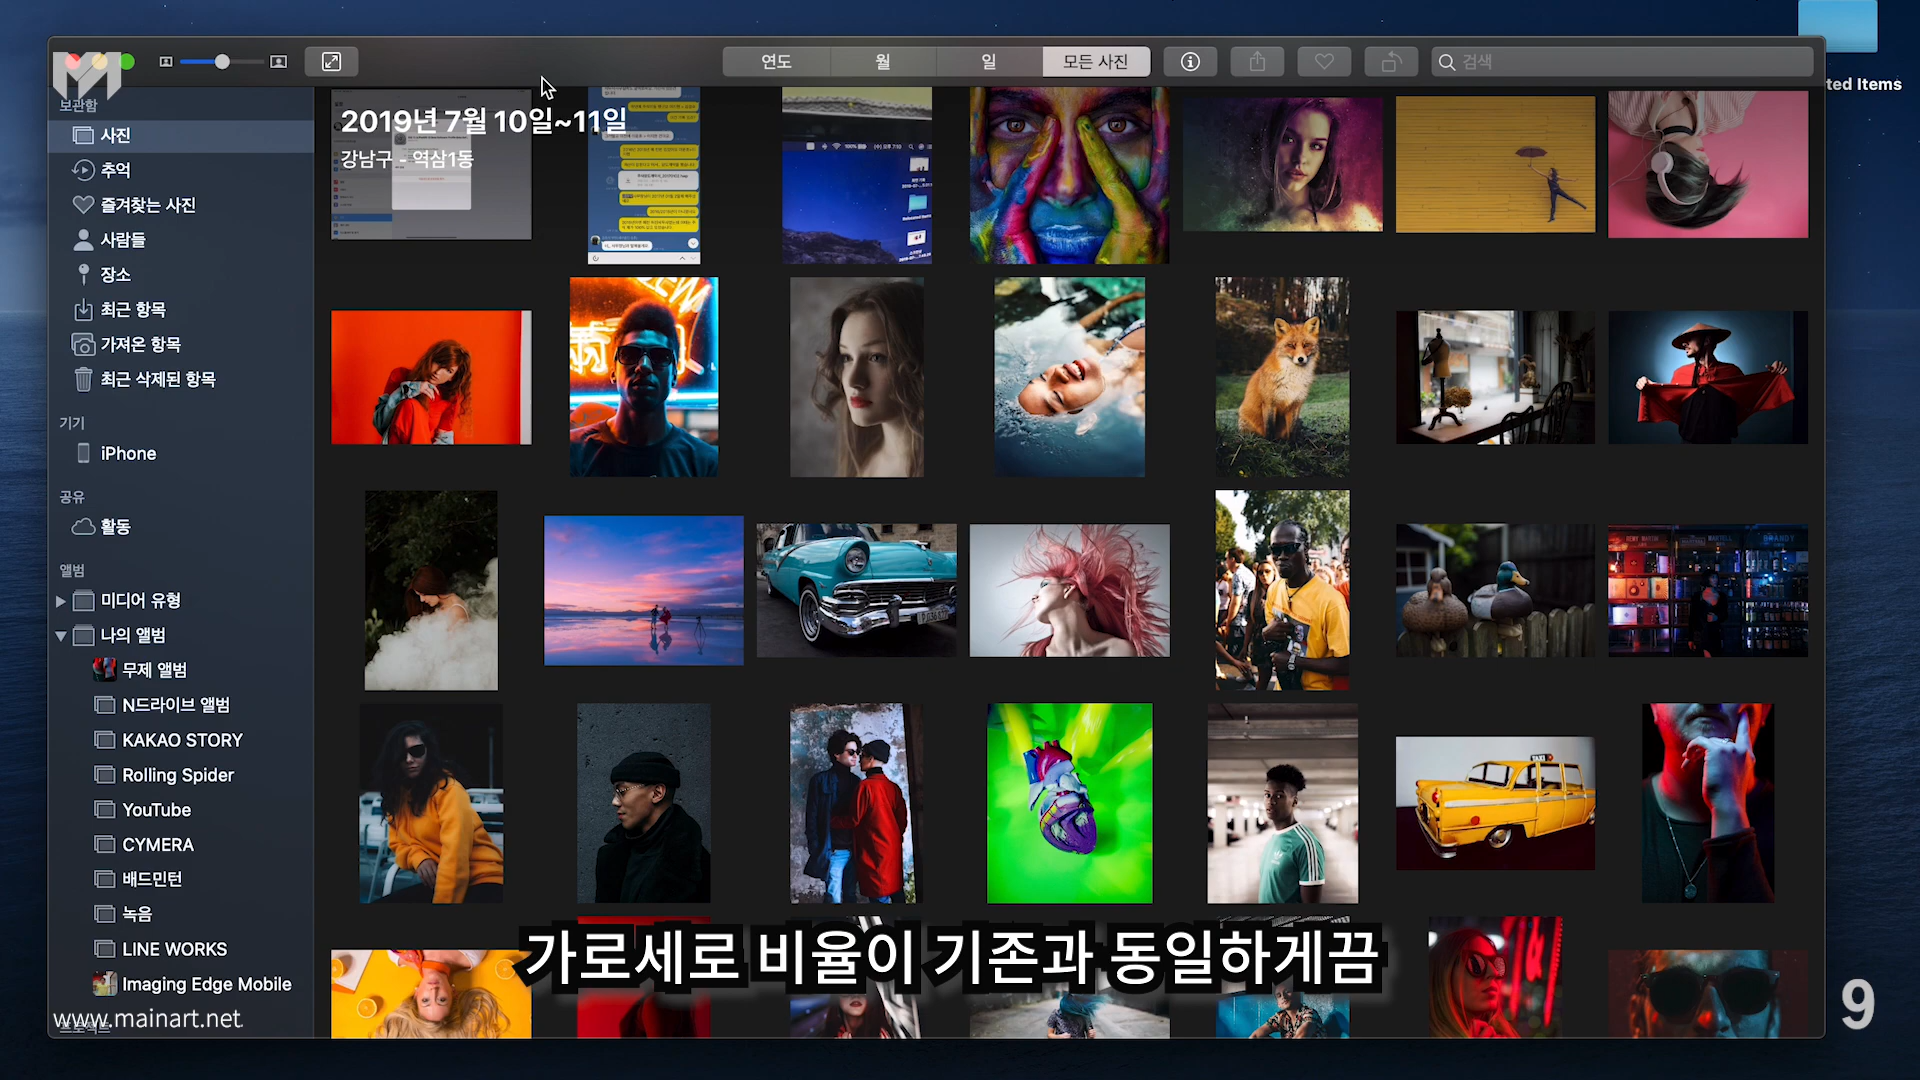 연도
월
일
모든 사진
검색
ted Items
보관함
사진
추억
즐겨찾는 사진
사람들
장소
최근 항목
가져온 항목
최근 삭제된 항목
기기
iPhone
공유
활동
앨범
미디어 유형
나의 앨범
무제 앨범
N드라이브 앨범
KAKAO STORY
Rolling Spider
YouTube
CYMERA
배드민턴
녹음
LINE WORKS
Imaging Edge Mobile
프로젝트
www.mainart.net
2019년 7월 10일~11일
강남구 - 역삼1동
가로세로 비율이 기존과 동일하게끔
9